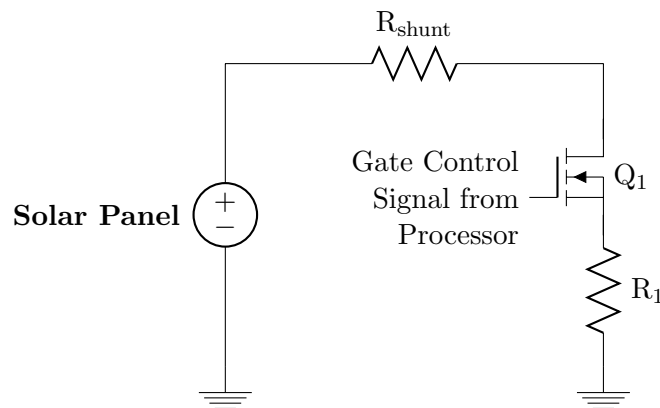 R_shunt
Gate Control
Signal from
Processor
Q_1
Solar Panel
+
−
R_1